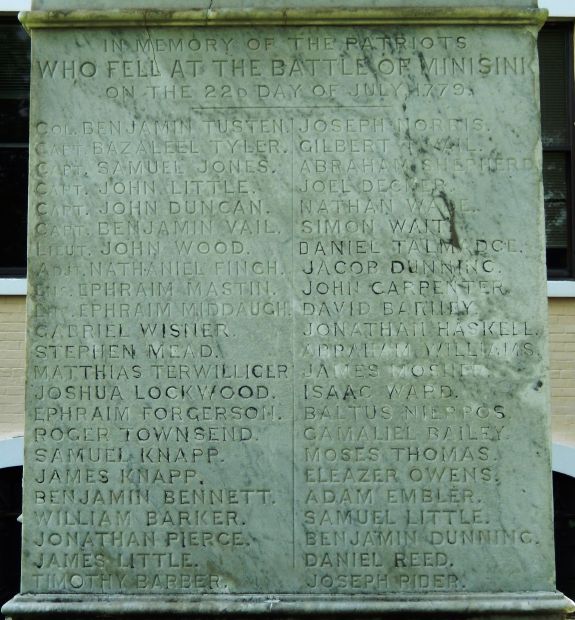 IN MEMORY OF THE PATRIOTS
WHO FELL AT THE BATTLE OF MINISINK
ON THE 22D DAY OF JULY, 1779.
COL. BENJAMIN TUSTEN.
CAPT. BAZALEEL TYLER.
CAPT. SAMUEL JONES.
CAPT. JOHN LITTLE.
CAPT. JOHN DUNCAN.
CAPT. BENJAMIN VAIL.
LIEUT. JOHN WOOD.
ADJT. NATHANIEL FINCH.
EPHRAIM MASTIN.
EPHRAIM MIDDAUGH.
GABRIEL WISNER.
STEPHEN MEAD.
MATTHIAS TERWILLIGER
JOSHUA LOCKWOOD.
EPHRAIM FORGERSON.
ROGER TOWNSEND.
SAMUEL KNAPP.
JAMES KNAPP.
BENJAMIN BENNETT.
WILLIAM BARKER.
JONATHAN PIERCE.
JAMES LITTLE.
TIMOTHY BARBER.
JOSEPH NORRIS.
GILBERT VAIL.
ABRAHAM SHEPHERD
JOEL DECKER.
NATHAN WADE.
SIMON WAIT.
DANIEL TALMADGE.
JACOB DUNNING.
JOHN CARPENTER.
DAVID BARNEY.
JONATHAN HASKELL.
ABRAHAM WILLIAMS.
JAMES MOSHER.
ISAAC WARD.
BALTUS NIERPOS.
GAMALIEL BAILEY.
MOSES THOMAS.
ELEAZER OWENS.
ADAM EMBLER.
SAMUEL LITTLE.
BENJAMIN DUNNING.
DANIEL REED.
JOSEPH RIDER.